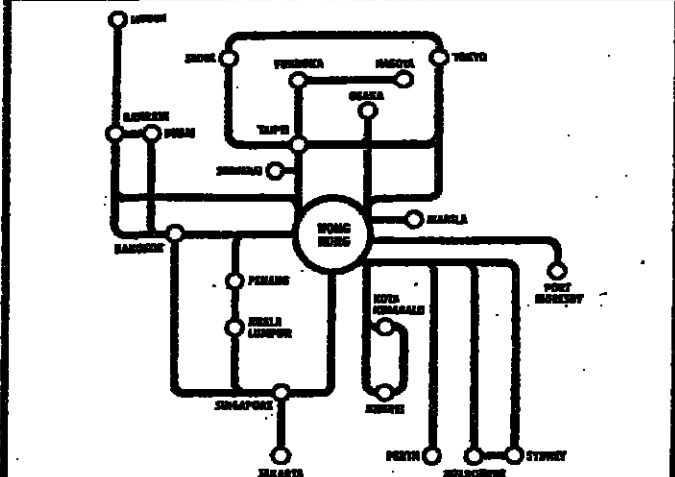 LONDON
SEOUL
TOKYO
FUKUOKA
NAGOYA
OSAKA
BAHRAIN
DUBAI
TAIPEI
SHANGHAI
HONG
KONG
MANILA
BANGKOK
PENANG
PORT
MORESBY
KOTA
KINABALU
KUALA
LUMPUR
SINGAPORE
BRUNEI
PERTH
MELBOURNE
SYDNEY
JAKARTA